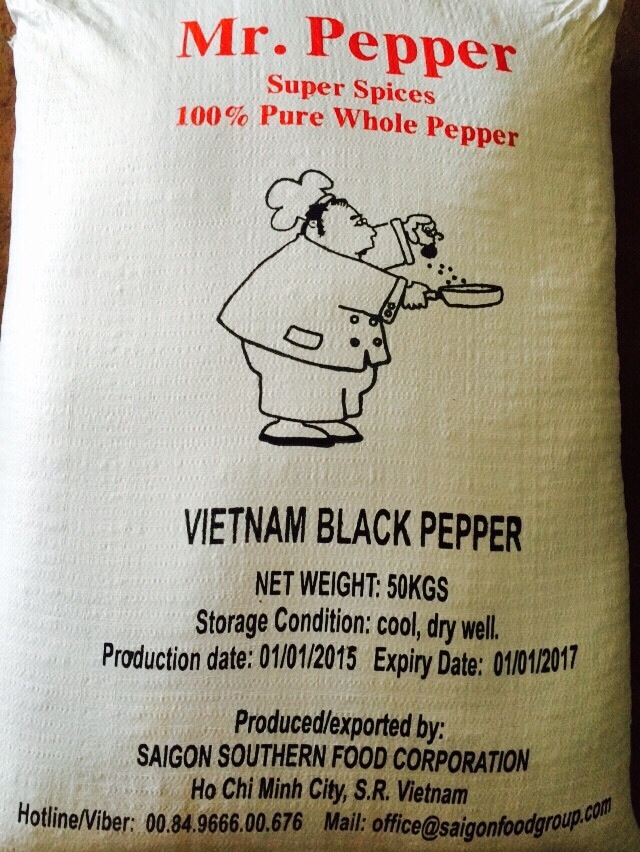 Mr. Pepper
Super Spices
100% Pure Whole Pepper
VIETNAM BLACK PEPPER
NET WEIGHT: 50KGS
Storage Condition: cool, dry well.
Production date: 01/01/2015 Expiry Date: 01/01/2017
Produced/exported by:
SAIGON SOUTHERN FOOD CORPORATION
Ho Chi Minh City, S.R. Vietnam
Hotline/Viber: 00.84.9666.00.676 Mail: office@saigonfoodgroup.com